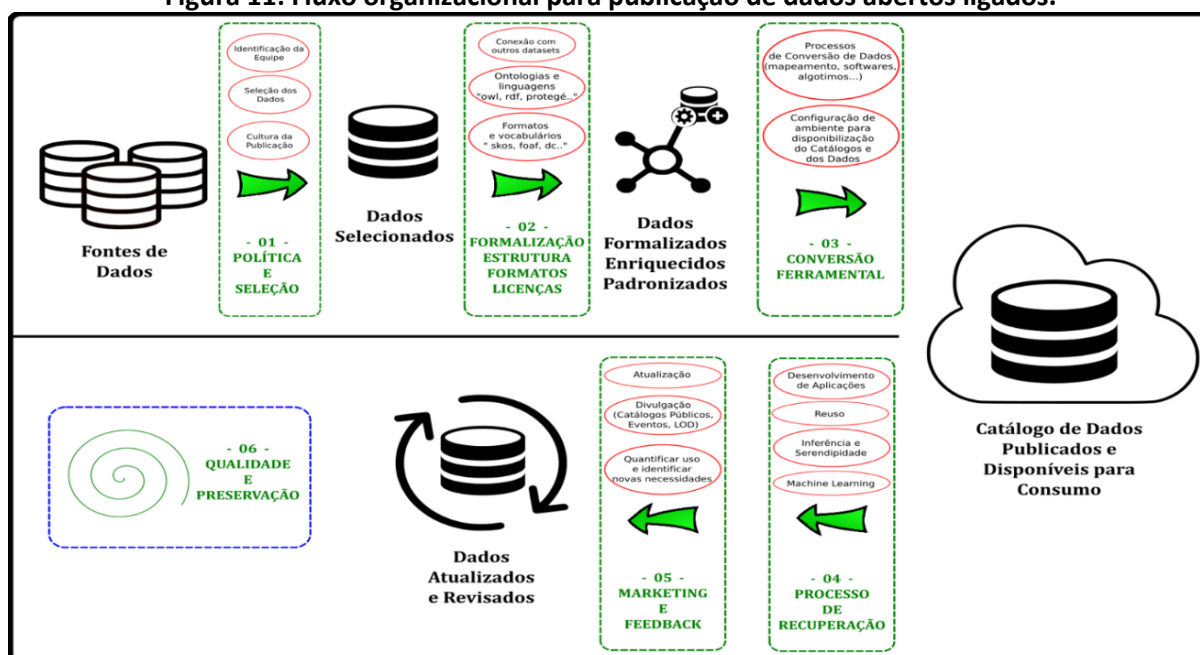 Figura 11: Fluxo organizacional para publicação de dados abertos ligados.
Fontes de
Dados
Identificação da
Equipe
Seleção dos
Dados
Cultura da
Publicação
- 01 -
POLÍTICA
E
SELEÇÃO
Dados
Selecionados
Conexão com
outros datasets
Ontologias e
linguagens
"owl, rdf, protegé.."
Formatos
e vocabulários
" skos, foaf, dc.."
- 02 -
FORMALIZAÇÃO
ESTRUTURA
FORMATOS
LICENÇAS
Dados
Formalizados
Enriquecidos
Padronizados
Processos
de Conversão de Dados
(mapeamento, softwares,
algotimos...)
Configuração de
ambiente para
disponibilização
do Catálogos e
dos Dados
- 03 -
CONVERSÃO
FERRAMENTAL
Catálogo de Dados
Publicados e
Disponíveis para
Consumo
Desenvolvimento
de Aplicações
Reuso
Inferência e
Serendipidade
Machine Learning
- 04 -
PROCESSO
DE
RECUPERAÇÃO
Atualização
Divulgação
(Catálogos Públicos,
Eventos, LOD)
Quantificar uso
e identificar
novas necessidades
- 05 -
MARKETING
E
FEEDBACK
Dados
Atualizados
e Revisados
- 06 -
QUALIDADE
E
PRESERVAÇÃO